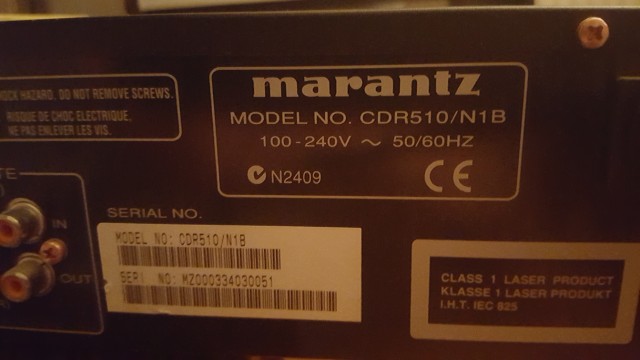 SHOCK HAZARD. DO NOT REMOVE SCREWS.
RISQUE DE CHOC ELECTRIQUE,
NE PAS ENLEVER LES VIS.
marantz
MODEL NO. CDR510/N1B
100-240V ~ 50/60HZ
N2409
CE
IN
OUT
SERIAL NO.
MODEL NO: CDR510/N1B
SERI NO: MZ000334030051
CLASS 1 LASER PRODUCT
KLASSE 1 LASER PRODUKT
I.H.T. IEC 825